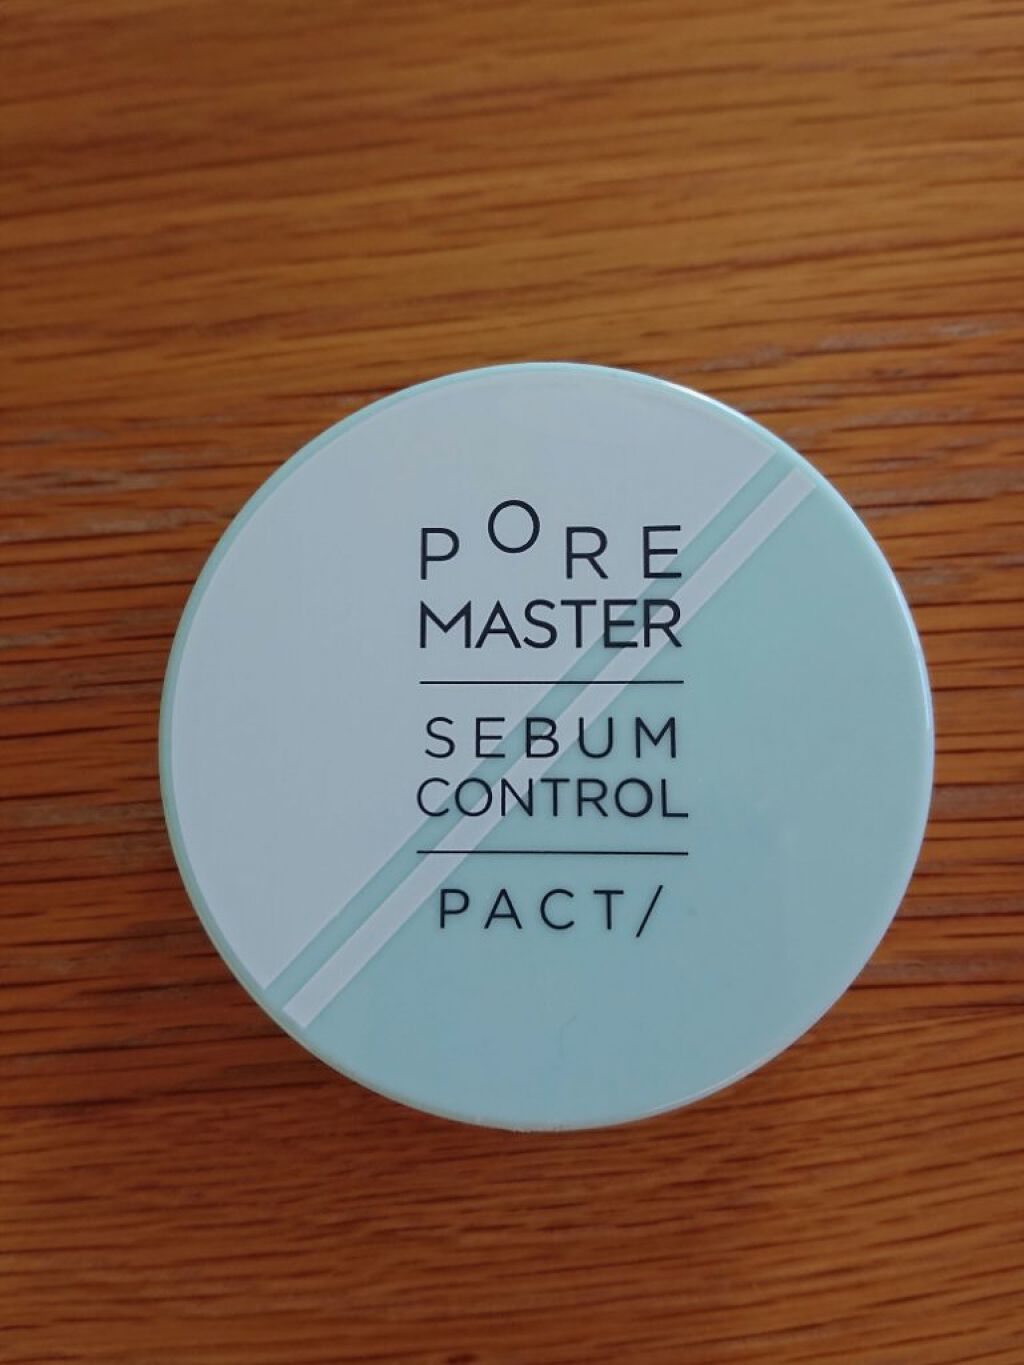 PORE
MASTER
SEBUM
CONTROL
PACT/